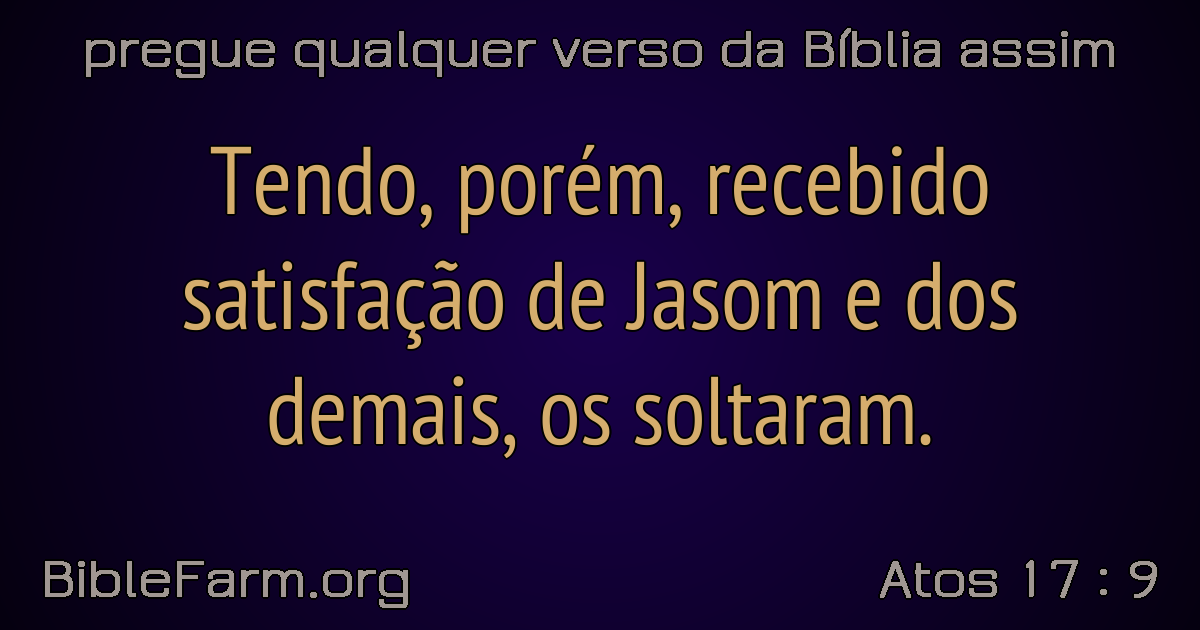 pregue qualquer verso da Bíblia assim
Tendo, porém, recebido
satisfação de Jasom e dos
demais, os soltaram.
BibleFarm.org
Atos 17 : 9